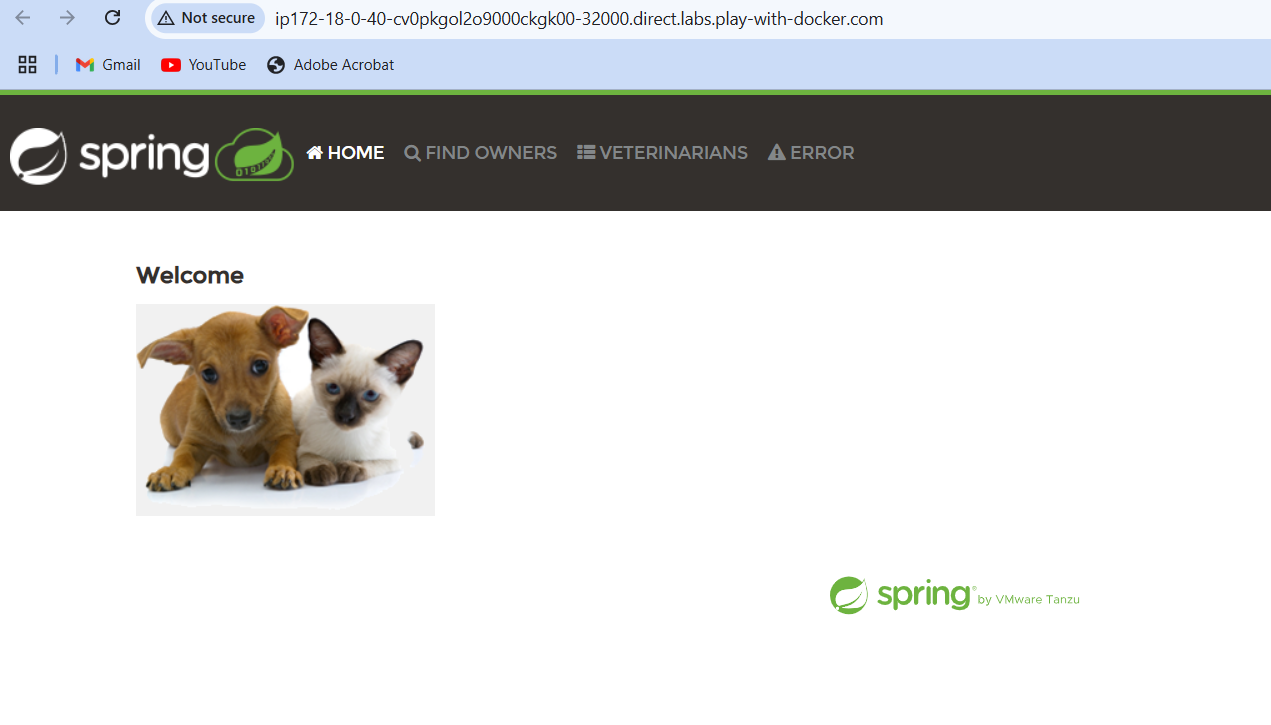 Not secure ip172-18-0-40-cv0pkgol2o9000ckgk00-32000.direct.labs.play-with-docker.com
Gmail YouTube Adobe Acrobat
spring HOME FIND OWNERS VETERINARIANS ERROR
Welcome
spring® by VMware Tanzu